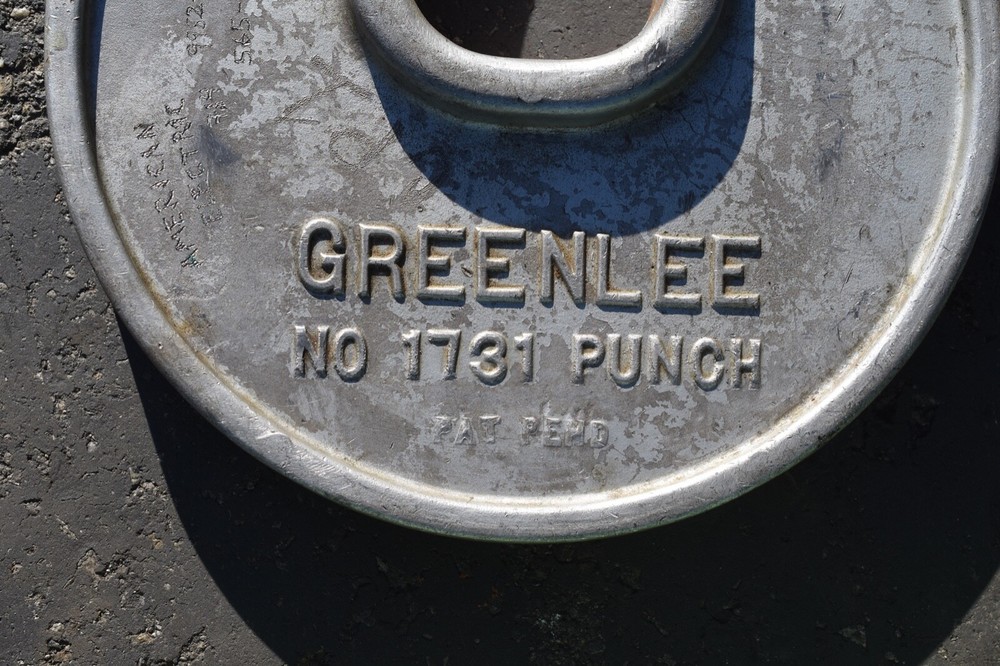 GREENLEE
NO 1731 PUNCH
PAT PEND
AMERICAN
ELECTRIC